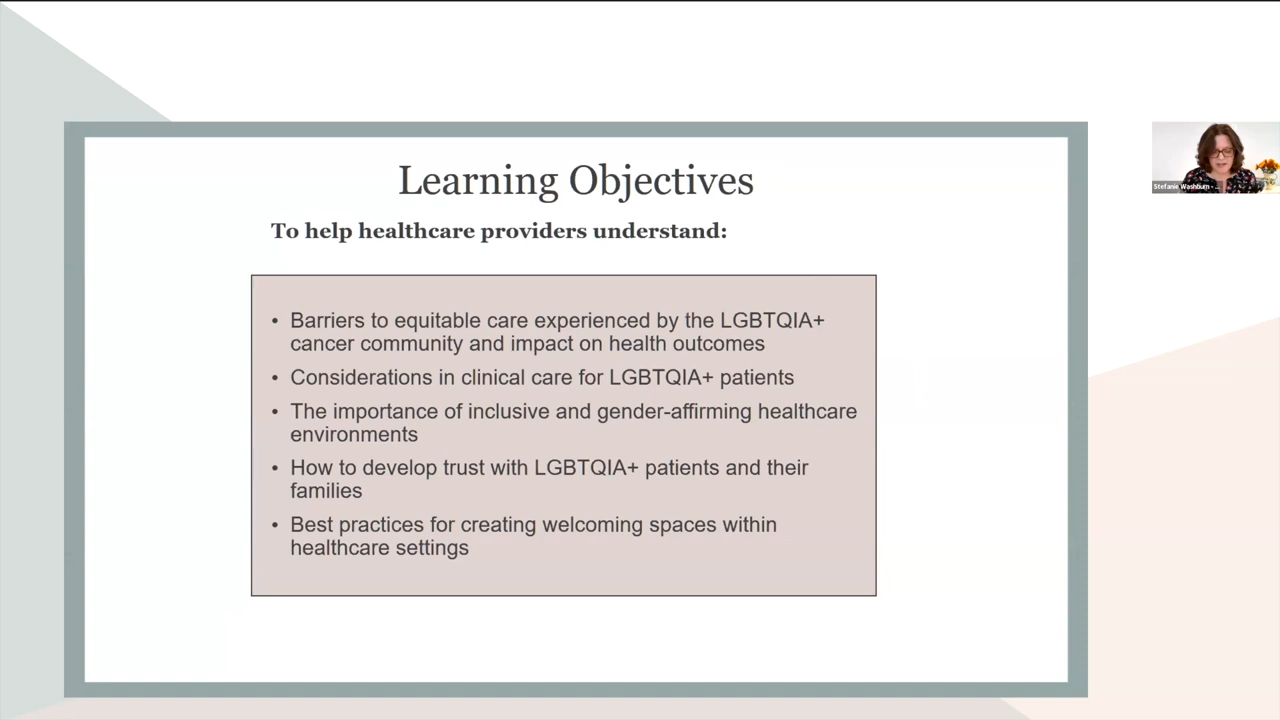 Learning Objectives
To help healthcare providers understand:
• Barriers to equitable care experienced by the LGBTQIA+
cancer community and impact on health outcomes
• Considerations in clinical care for LGBTQIA+ patients
• The importance of inclusive and gender-affirming healthcare
environments
• How to develop trust with LGBTQIA+ patients and their
families
• Best practices for creating welcoming spaces within
healthcare settings
Stefanie Washburn - ...